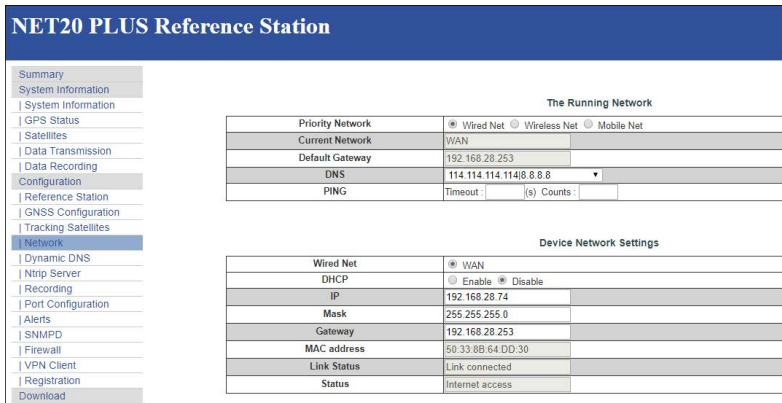 NET20 PLUS Reference Station
Summary
System Information
| System Information
| GPS Status
| Satellites
| Data Transmission
| Data Recording
Configuration
| Reference Station
| GNSS Configuration
| Tracking Satellites
| Network
| Dynamic DNS
| Ntrip Server
| Recording
| Port Configuration
| Alerts
| SNMPD
| Firewall
| VPN Client
| Registration
Download
The Running Network
Priority Network Wired Net Wireless Net Mobile Net
Current Network WAN
Default Gateway 192.168.28.253
DNS 114.114.114.114|8.8.8.8
PING Timeout : (s) Counts :
Device Network Settings
Wired Net WAN
DHCP Enable Disable
IP 192.168.28.74
Mask 255.255.255.0
Gateway 192.168.28.253
MAC address 50:33:8B:64:DD:30
Link Status Link connected
Status Internet access